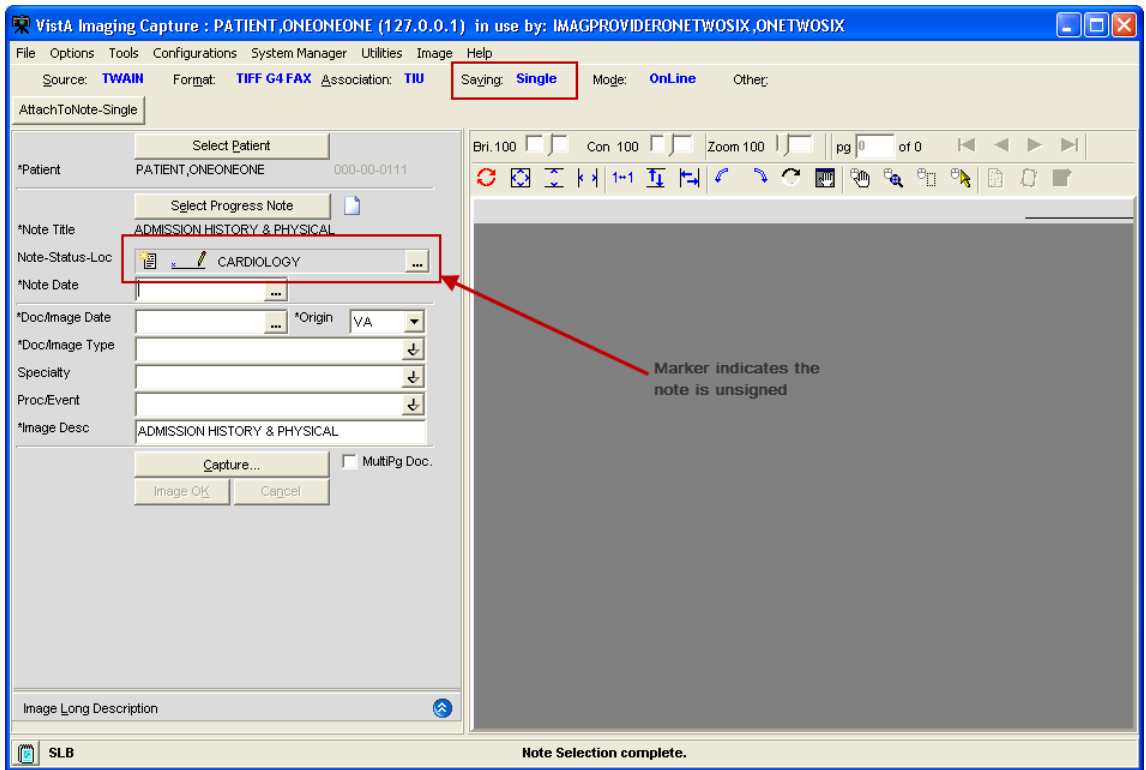 VistA Imaging Capture : PATIENT,ONEONEONE (127.0.0.1) in use by: IMAGPROVIDERONETWOSIX,ONETWOSIX
File Options Tools Configurations System Manager Utilities Image Help
Source: TWAIN Format: TIFF G4 FAX Association: TIU Saving: Single Mode: OnLine Other:
AttachToNote-Single
Select Patient
*Patient PATIENT,ONEONEONE 000-00-0111
Select Progress Note
*Note Title ADMISSION HISTORY & PHYSICAL
Note-Status-Loc x CARDIOLOGY ...
*Note Date ...
*Doc/Image Date ... *Origin VA
*Doc/Image Type
Specialty
Proc/Event
*Image Desc ADMISSION HISTORY & PHYSICAL
Capture... MultiPg Doc.
Image OK Cancel
Image Long Description
Bri. 100 Con 100 Zoom 100 pg 0 of 0
1↔1
Marker indicates the
note is unsigned
SLB Note Selection complete.